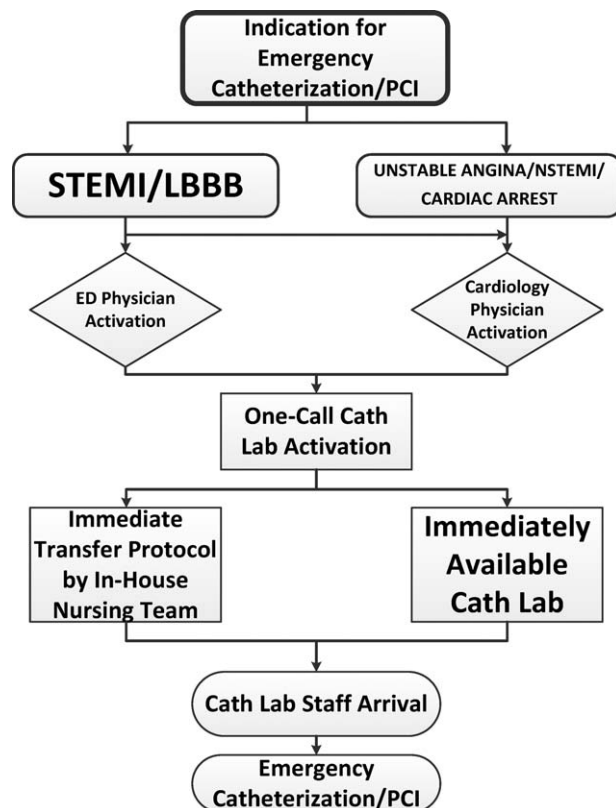 Indication for
Emergency
Catheterization/PCI
STEMI/LBBB
UNSTABLE ANGINA/NSTEMI/
CARDIAC ARREST
ED Physician
Activation
Cardiology
Physician
Activation
One-Call Cath
Lab Activation
Immediate
Transfer Protocol
by In-House
Nursing Team
Immediately
Available
Cath Lab
Cath Lab Staff Arrival
Emergency
Catheterization/PCI